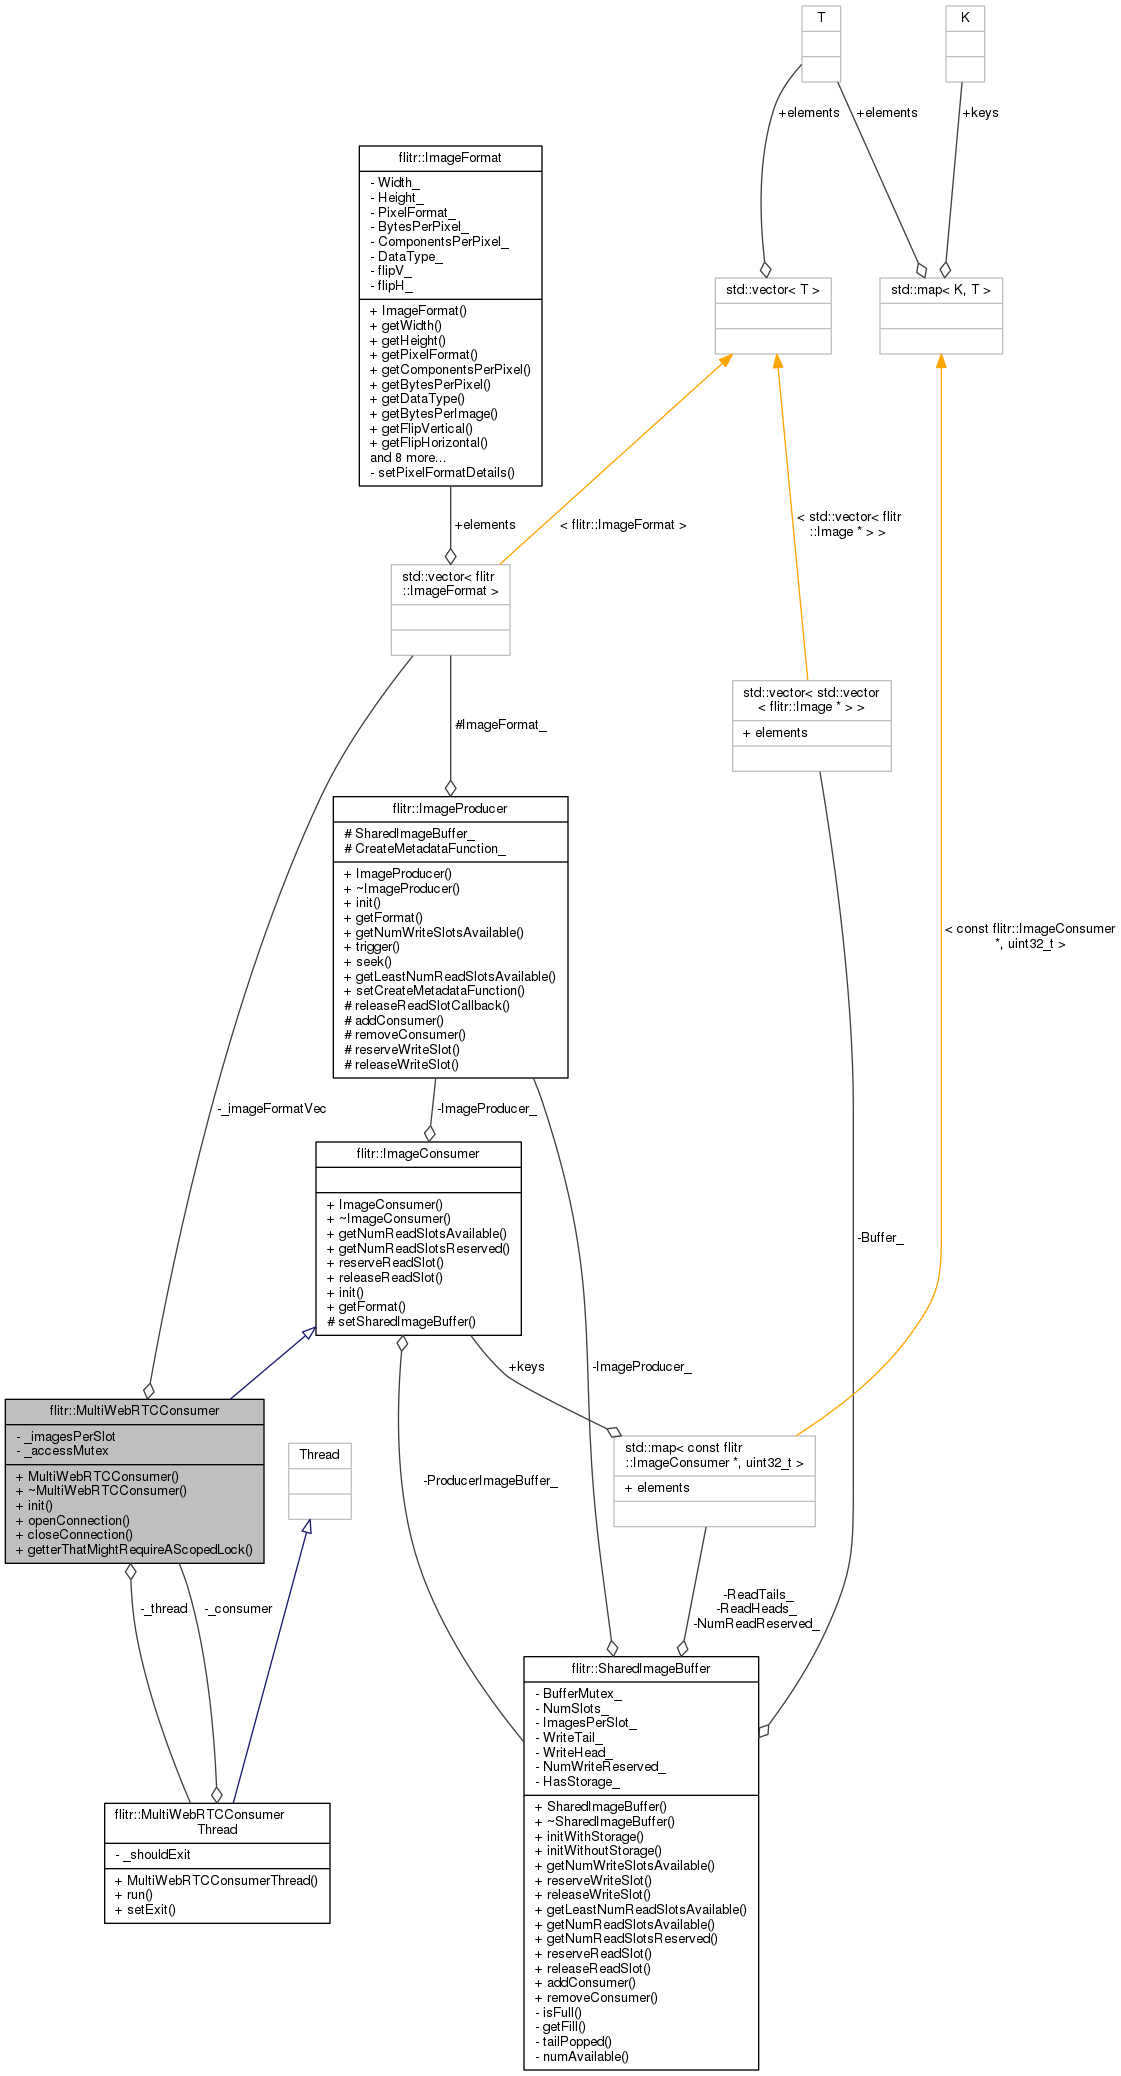 T
K
+elements
+elements
+keys
flitr::ImageFormat
- Width_
- Height_
- PixelFormat_
- BytesPerPixel_
- ComponentsPerPixel_
- DataType_
- flipV_
- flipH_
+ ImageFormat()
+ getWidth()
+ getHeight()
+ getPixelFormat()
+ getComponentsPerPixel()
+ getBytesPerPixel()
+ getDataType()
+ getBytesPerImage()
+ getFlipVertical()
+ getFlipHorizontal()
and 8 more...
- setPixelFormatDetails()
std::vector< T >
std::map< K, T >
+elements
< flitr::ImageFormat >
< std::vector< flitr
::Image * > >
std::vector< flitr
::ImageFormat >
std::vector< std::vector
< flitr::Image * > >
+ elements
#ImageFormat_
flitr::ImageProducer
# SharedImageBuffer_
# CreateMetadataFunction_
+ ImageProducer()
+ ~ImageProducer()
+ init()
+ getFormat()
+ getNumWriteSlotsAvailable()
+ trigger()
+ seek()
+ getLeastNumReadSlotsAvailable()
+ setCreateMetadataFunction()
# releaseReadSlotCallback()
# addConsumer()
# removeConsumer()
# reserveWriteSlot()
# releaseWriteSlot()
< const flitr::ImageConsumer
*, uint32_t >
-_imageFormatVec
-ImageProducer_
flitr::ImageConsumer
+ ImageConsumer()
+ ~ImageConsumer()
+ getNumReadSlotsAvailable()
+ getNumReadSlotsReserved()
+ reserveReadSlot()
+ releaseReadSlot()
+ init()
+ getFormat()
# setSharedImageBuffer()
-Buffer_
+keys
-ImageProducer_
flitr::MultiWebRTCConsumer
- _imagesPerSlot
- _accessMutex
+ MultiWebRTCConsumer()
+ ~MultiWebRTCConsumer()
+ init()
+ openConnection()
+ closeConnection()
+ getterThatMightRequireAScopedLock()
Thread
-ProducerImageBuffer_
std::map< const flitr
::ImageConsumer *, uint32_t >
+ elements
-_thread
-_consumer
-ReadTails_
-ReadHeads_
-NumReadReserved_
flitr::SharedImageBuffer
- BufferMutex_
- NumSlots_
- ImagesPerSlot_
- WriteTail_
- WriteHead_
- NumWriteReserved_
- HasStorage_
+ SharedImageBuffer()
+ ~SharedImageBuffer()
+ initWithStorage()
+ initWithoutStorage()
+ getNumWriteSlotsAvailable()
+ reserveWriteSlot()
+ releaseWriteSlot()
+ getLeastNumReadSlotsAvailable()
+ getNumReadSlotsAvailable()
+ getNumReadSlotsReserved()
+ reserveReadSlot()
+ releaseReadSlot()
+ addConsumer()
+ removeConsumer()
- isFull()
- getFill()
- tailPopped()
- numAvailable()
flitr::MultiWebRTCConsumer
Thread
- _shouldExit
+ MultiWebRTCConsumerThread()
+ run()
+ setExit()